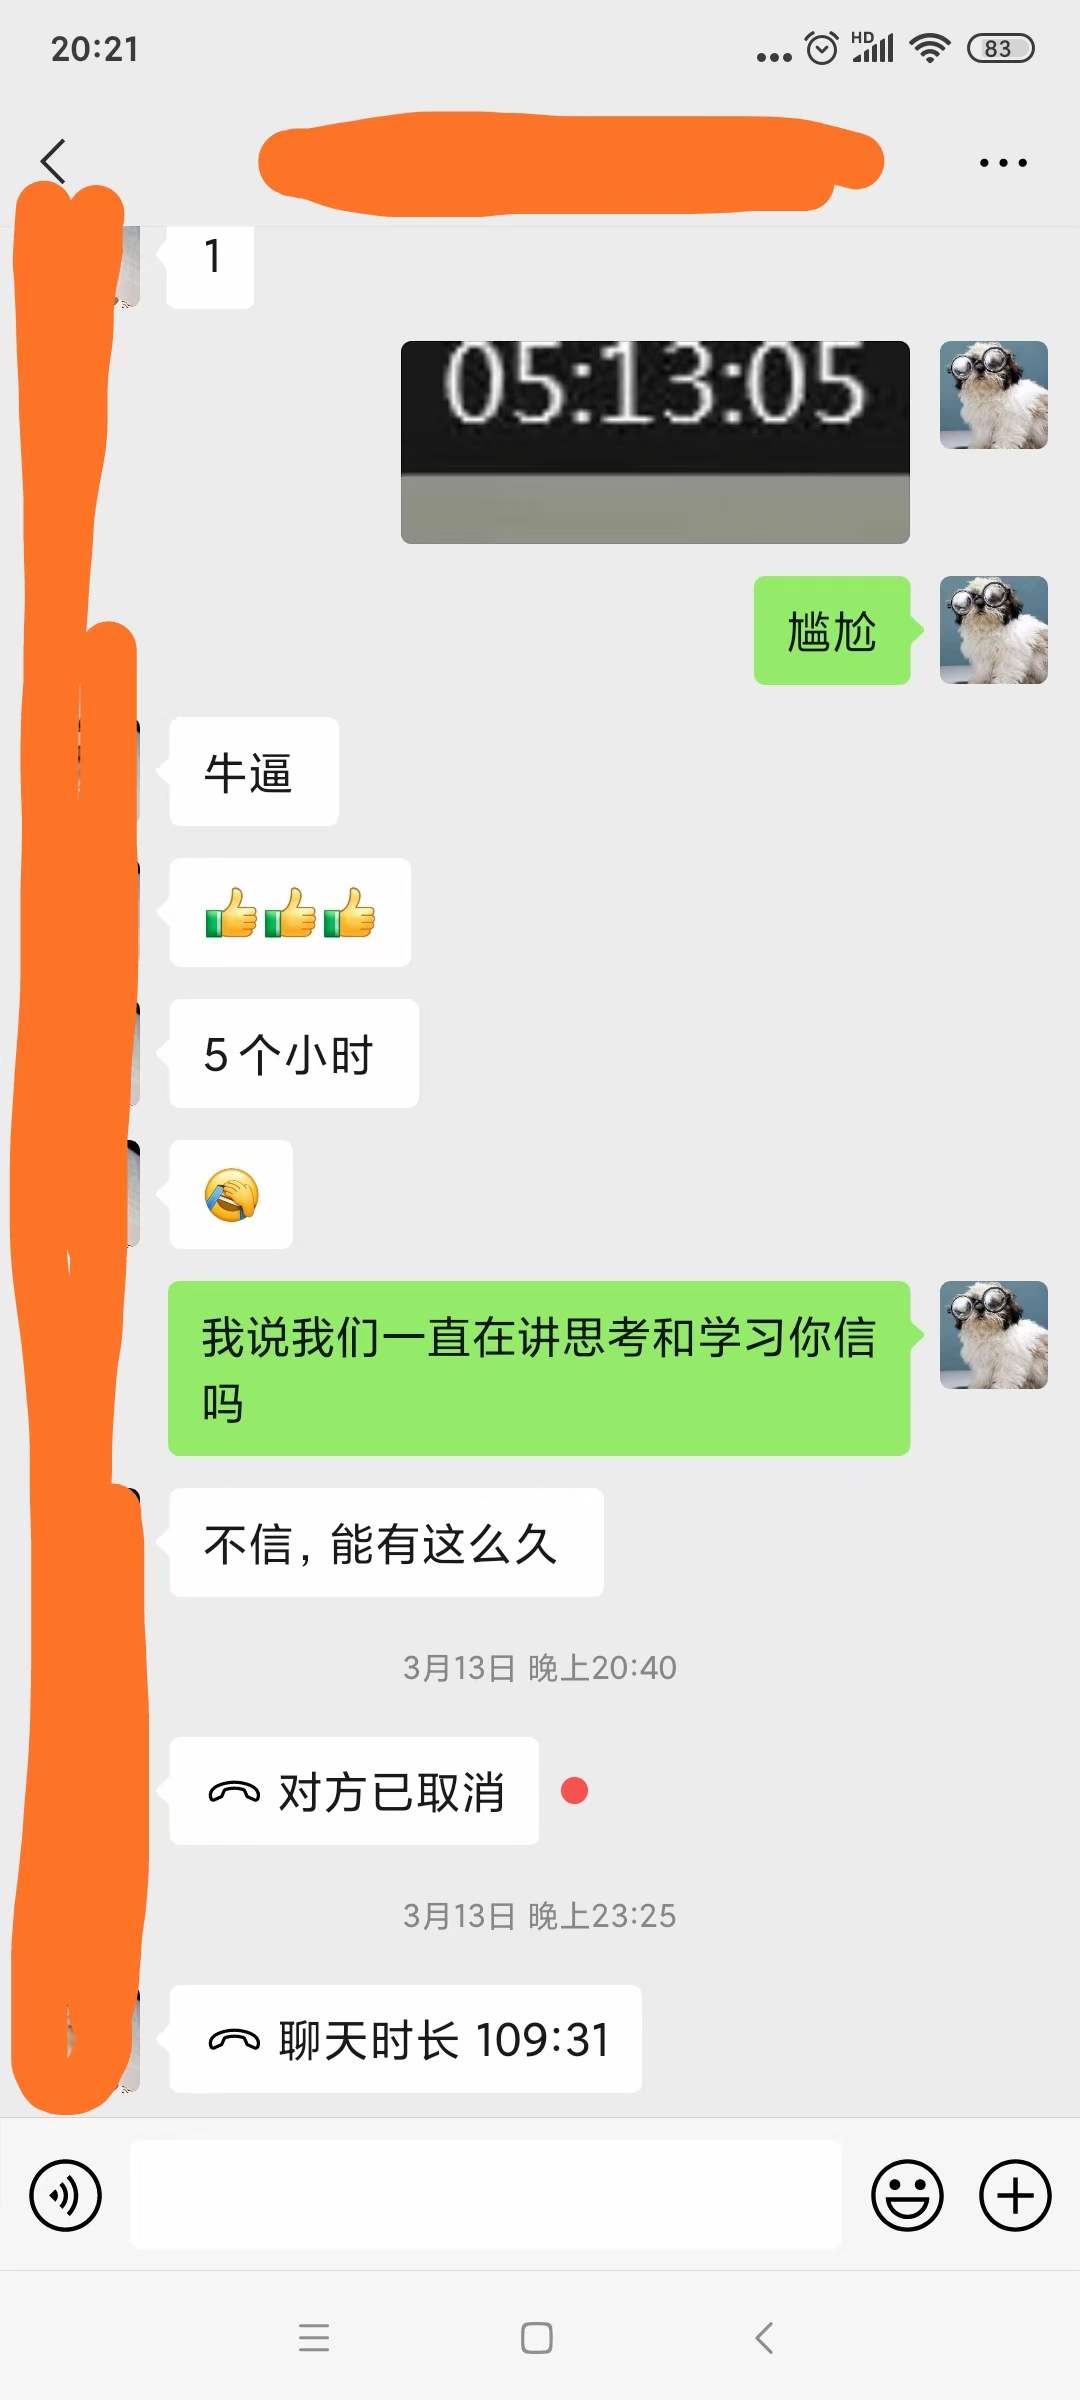 20:21
HD
83
1
05:13:05
尴尬
牛逼
👍👍👍
5个小时
🤦
我说我们一直在讲思考和学习你信
吗
不信，能有这么久
3月13日 晚上20:40
对方已取消
3月13日 晚上23:25
聊天时长 109:31